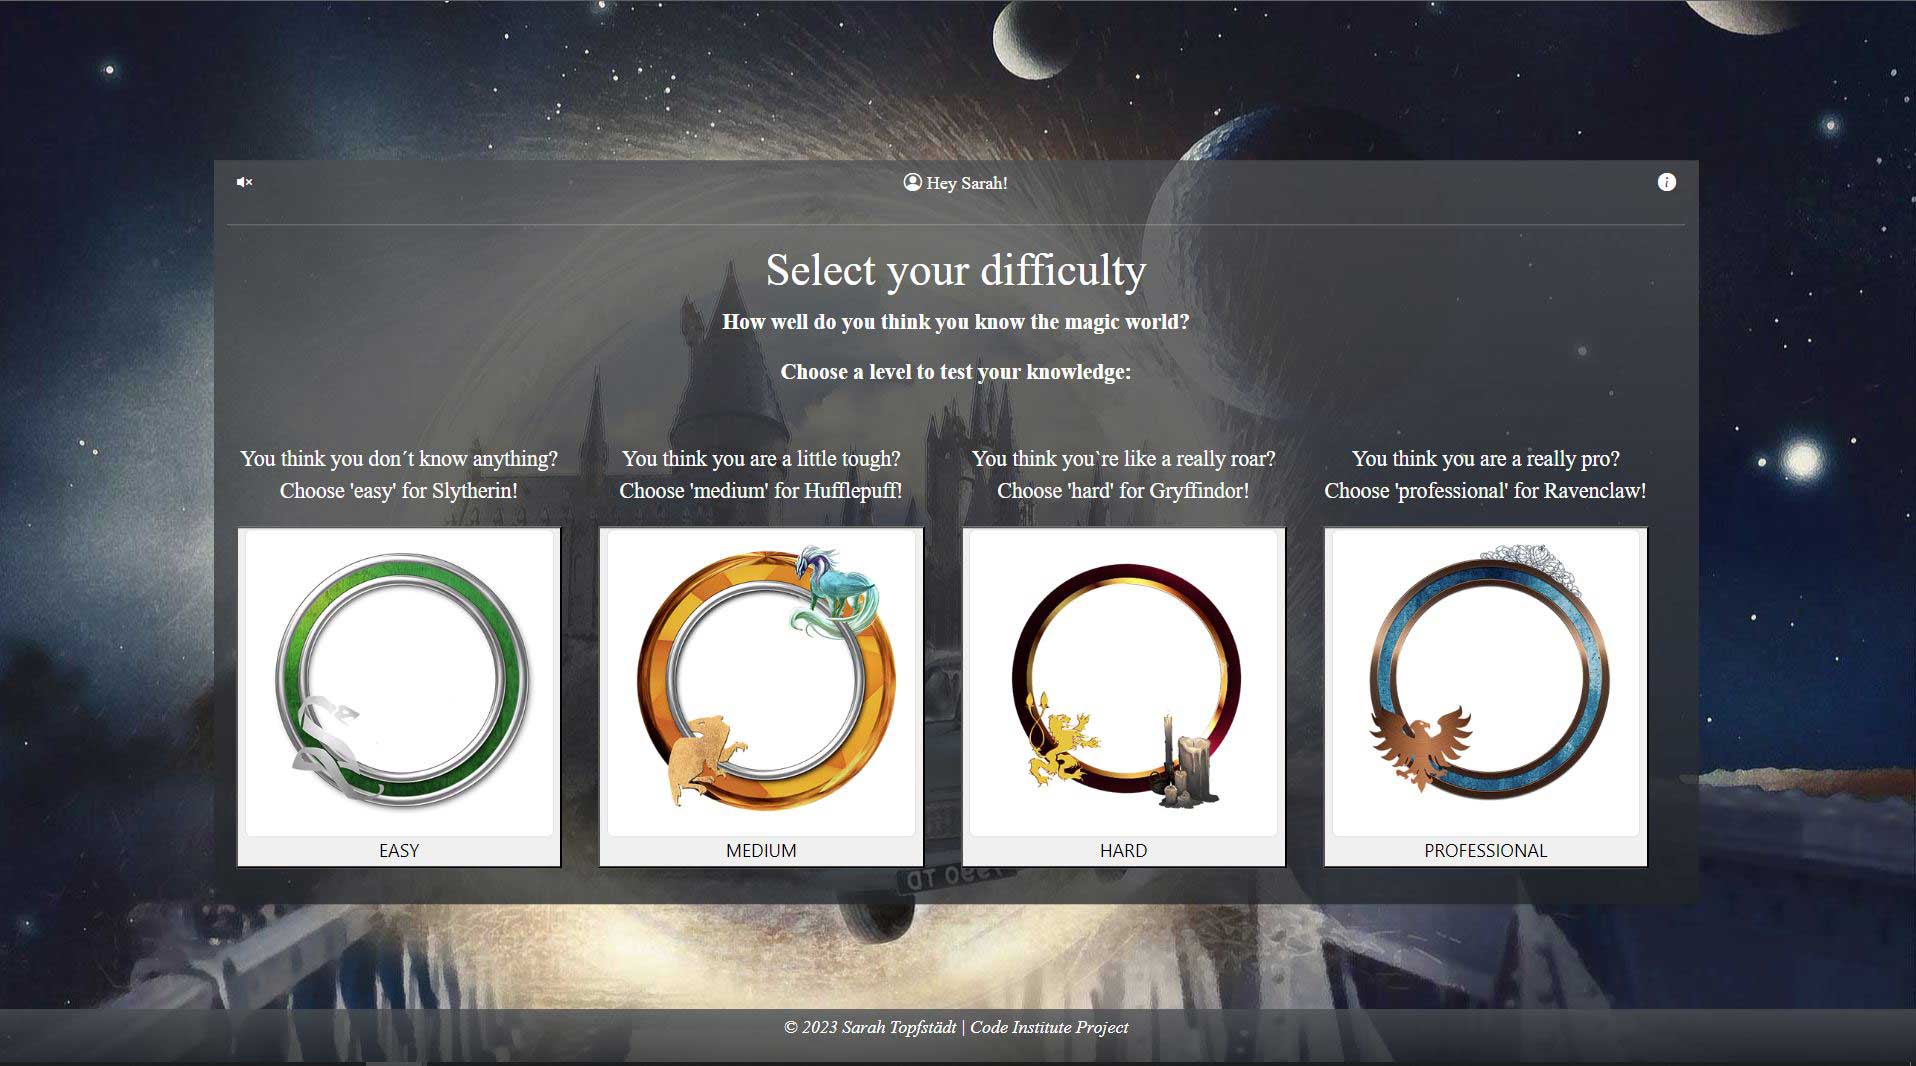 Hey Sarah!
Select your difficulty
How well do you think you know the magic world?
Choose a level to test your knowledge:
You think you don´t know anything?
Choose 'easy' for Slytherin!
You think you are a little tough?
Choose 'medium' for Hufflepuff!
You think you`re like a really roar?
Choose 'hard' for Gryffindor!
You think you are a really pro?
Choose 'professional' for Ravenclaw!
EASY
MEDIUM
HARD
PROFESSIONAL
© 2023 Sarah Topfstädt | Code Institute Project